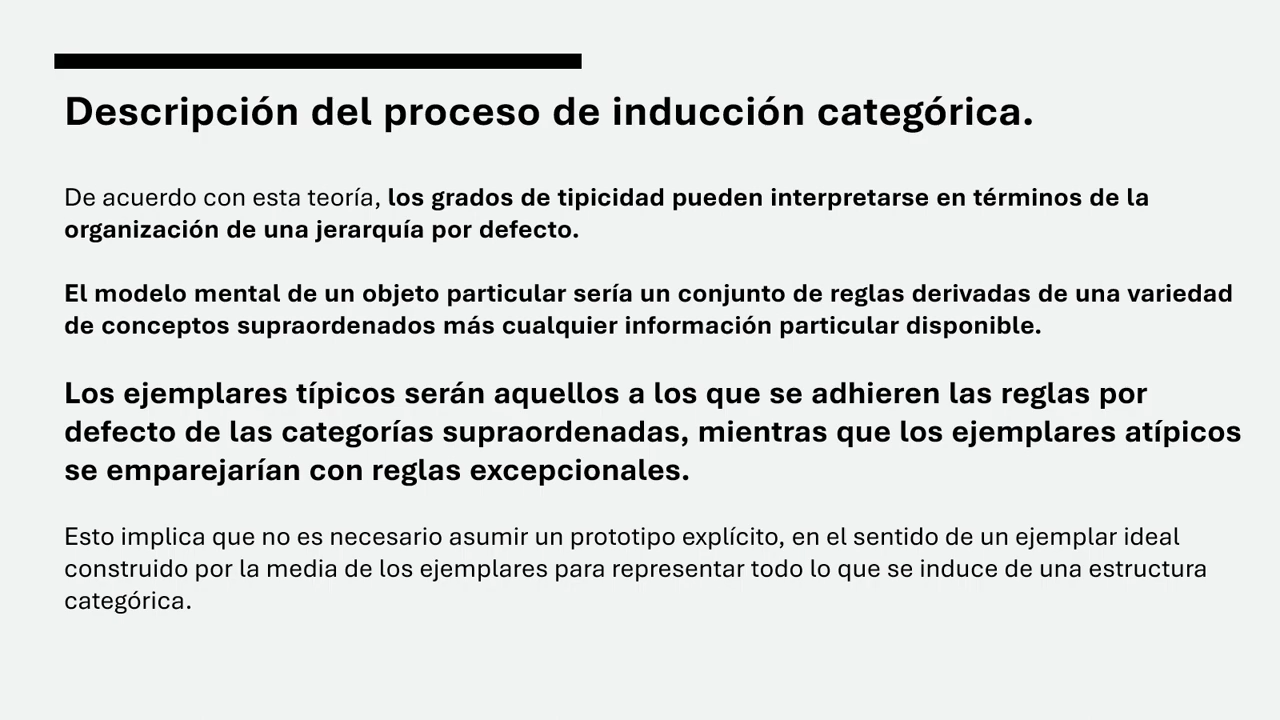 Descripción del proceso de inducción categórica.
De acuerdo con esta teoría, los grados de tipicidad pueden interpretarse en términos de la
organización de una jerarquía por defecto.
El modelo mental de un objeto particular sería un conjunto de reglas derivadas de una variedad
de conceptos supraordenados más cualquier información particular disponible.
Los ejemplares típicos serán aquellos a los que se adhieren las reglas por
defecto de las categorías supraordenadas, mientras que los ejemplares atípicos
se emparejarían con reglas excepcionales.
Esto implica que no es necesario asumir un prototipo explícito, en el sentido de un ejemplar ideal
construido por la media de los ejemplares para representar todo lo que se induce de una estructura
categórica.